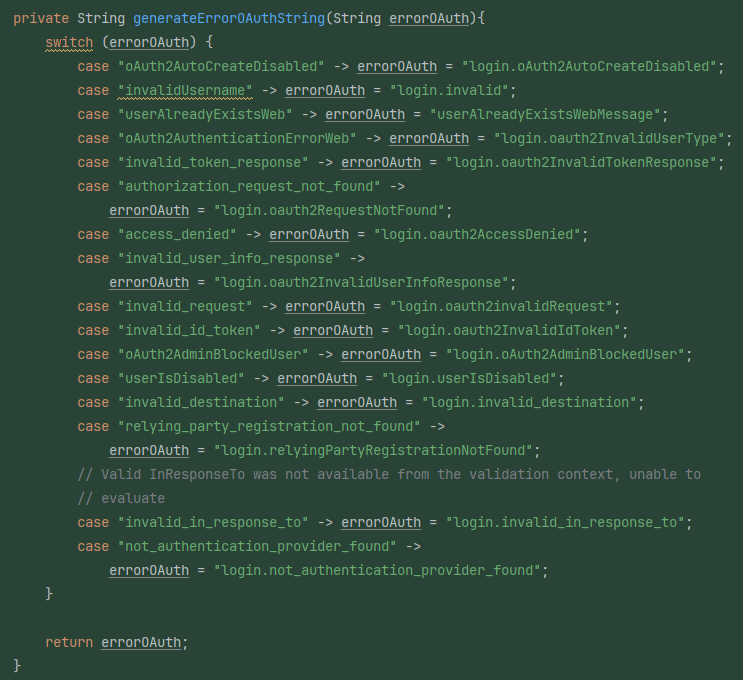 private String generateErrorOAuthString(String errorOAuth){
    switch (errorOAuth) {
        case "oAuth2AutoCreateDisabled" -> errorOAuth = "login.oAuth2AutoCreateDisabled";
        case "invalidUsername" -> errorOAuth = "login.invalid";
        case "userAlreadyExistsWeb" -> errorOAuth = "userAlreadyExistsWebMessage";
        case "oAuth2AuthenticationErrorWeb" -> errorOAuth = "login.oauth2InvalidUserType";
        case "invalid_token_response" -> errorOAuth = "login.oauth2InvalidTokenResponse";
        case "authorization_request_not_found" ->
            errorOAuth = "login.oauth2RequestNotFound";
        case "access_denied" -> errorOAuth = "login.oauth2AccessDenied";
        case "invalid_user_info_response" ->
            errorOAuth = "login.oauth2InvalidUserInfoResponse";
        case "invalid_request" -> errorOAuth = "login.oauth2invalidRequest";
        case "invalid_id_token" -> errorOAuth = "login.oauth2InvalidIdToken";
        case "oAuth2AdminBlockedUser" -> errorOAuth = "login.oAuth2AdminBlockedUser";
        case "userIsDisabled" -> errorOAuth = "login.userIsDisabled";
        case "invalid_destination" -> errorOAuth = "login.invalid_destination";
        case "relying_party_registration_not_found" ->
            errorOAuth = "login.relyingPartyRegistrationNotFound";
        // Valid InResponseTo was not available from the validation context, unable to
        // evaluate
        case "invalid_in_response_to" -> errorOAuth = "login.invalid_in_response_to";
        case "not_authentication_provider_found" ->
            errorOAuth = "login.not_authentication_provider_found";
    }
    return errorOAuth;
}